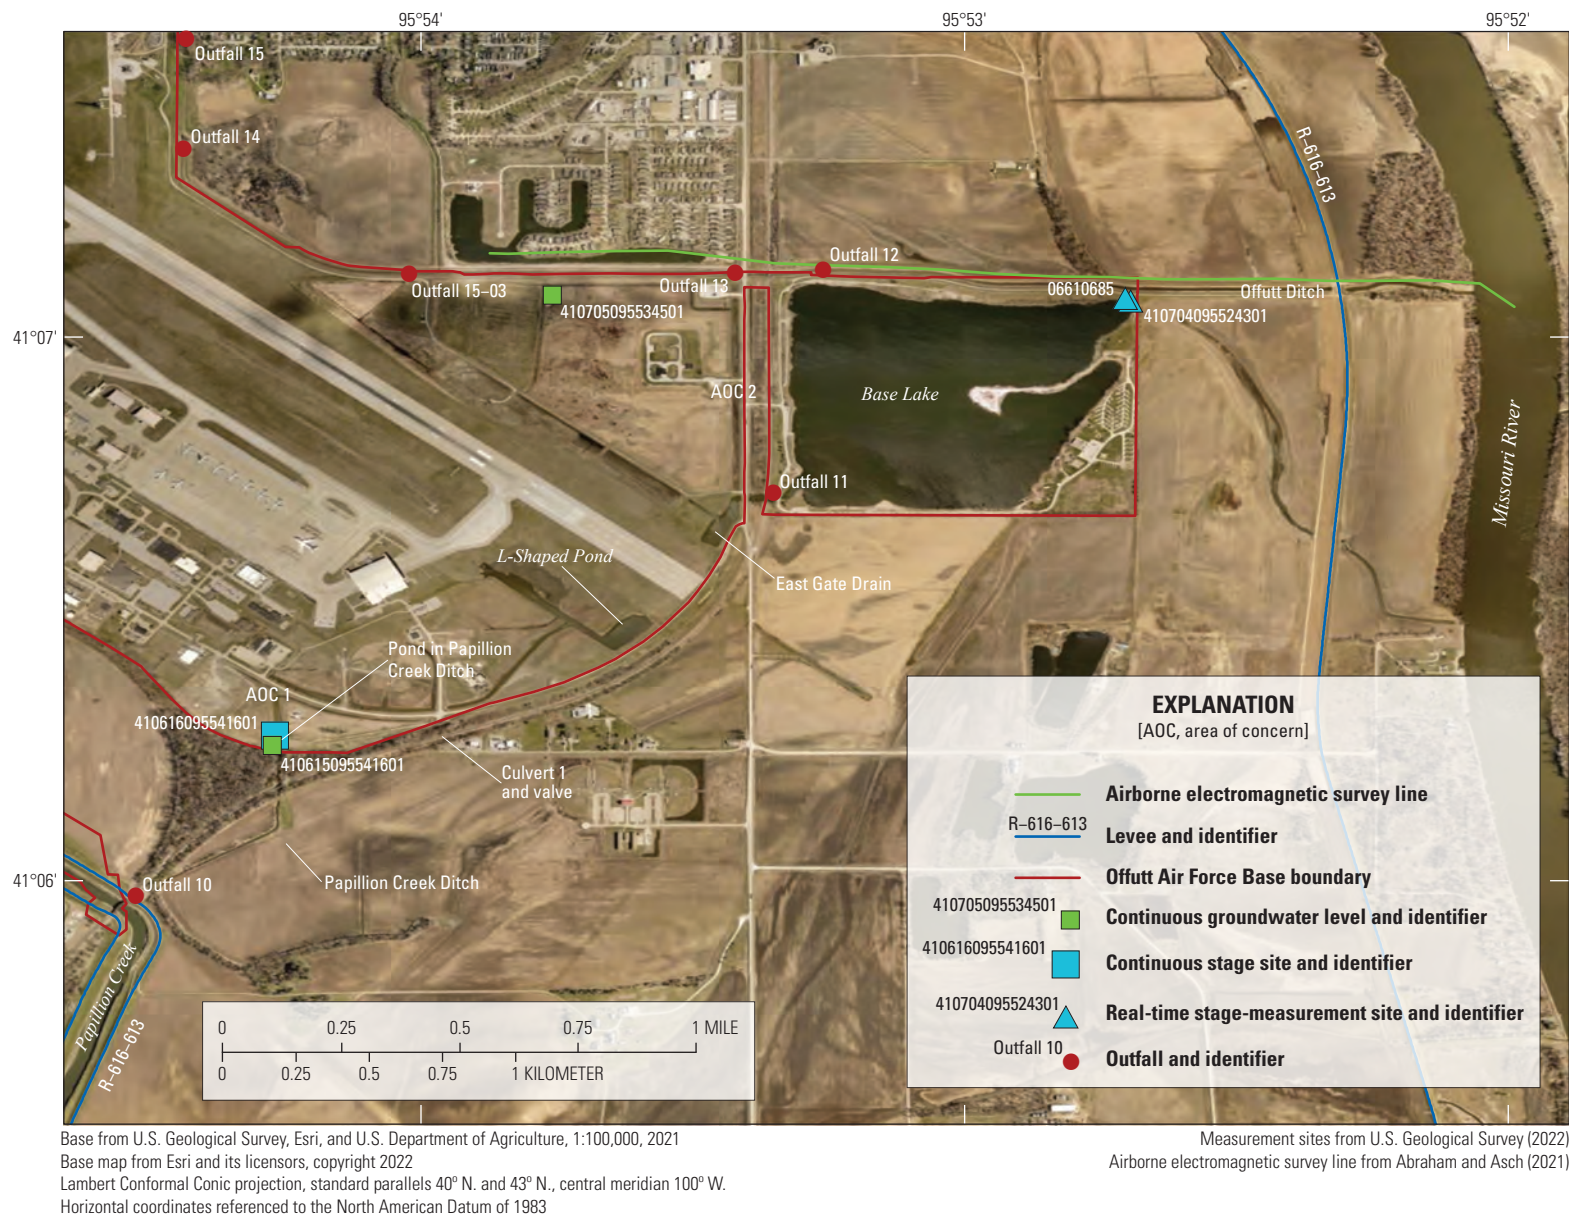 95°54'
95°53'
95°52'
Outfall 15
Outfall 14
R–616–613
Outfall 12
Outfall 15–03
Outfall 13
06610685
Offutt Ditch
410705095534501
410704095524301
41°07'
AOC 2
Base Lake
Missouri River
Outfall 11
L-Shaped Pond
East Gate Drain
Pond in Papillion
Creek Ditch
AOC 1
410616095541601
410615095541601
Culvert 1
and valve
41°06'
Outfall 10
Papillion Creek Ditch
Papillion Creek
R–616–613
EXPLANATION
[AOC, area of concern]
Airborne electromagnetic survey line
R–616–613
Levee and identifier
Offutt Air Force Base boundary
410705095534501
Continuous groundwater level and identifier
410616095541601
Continuous stage site and identifier
410704095524301
Real-time stage-measurement site and identifier
Outfall 10
Outfall and identifier
0 0.25 0.5 0.75 1 MILE
0 0.25 0.5 0.75 1 KILOMETER
Base from U.S. Geological Survey, Esri, and U.S. Department of Agriculture, 1:100,000, 2021
Base map from Esri and its licensors, copyright 2022
Lambert Conformal Conic projection, standard parallels 40° N. and 43° N., central meridian 100° W.
Horizontal coordinates referenced to the North American Datum of 1983
Measurement sites from U.S. Geological Survey (2022)
Airborne electromagnetic survey line from Abraham and Asch (2021)